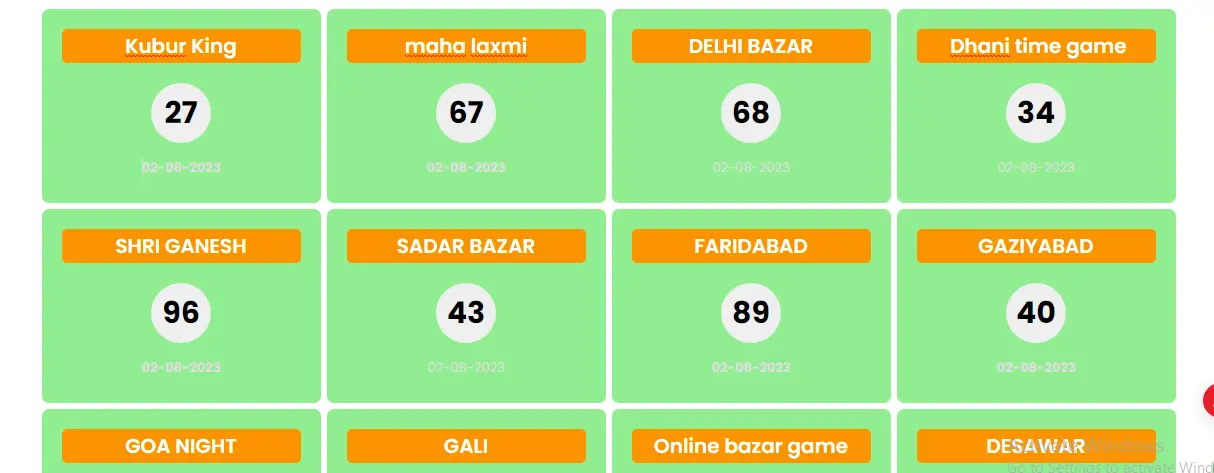 Kubur King
maha laxmi
DELHI BAZAR
Dhani time game
27
67
68
34
02-08-2023
02-08-2023
02-08-2023
02-08-2023
SHRI GANESH
SADAR BAZAR
FARIDABAD
GAZIYABAD
96
43
89
40
02-08-2023
02-08-2023
02-08-2023
02-08-2023
GOA NIGHT
GALI
Online bazar game
Activate Windows
Go to Settings to activate Wind